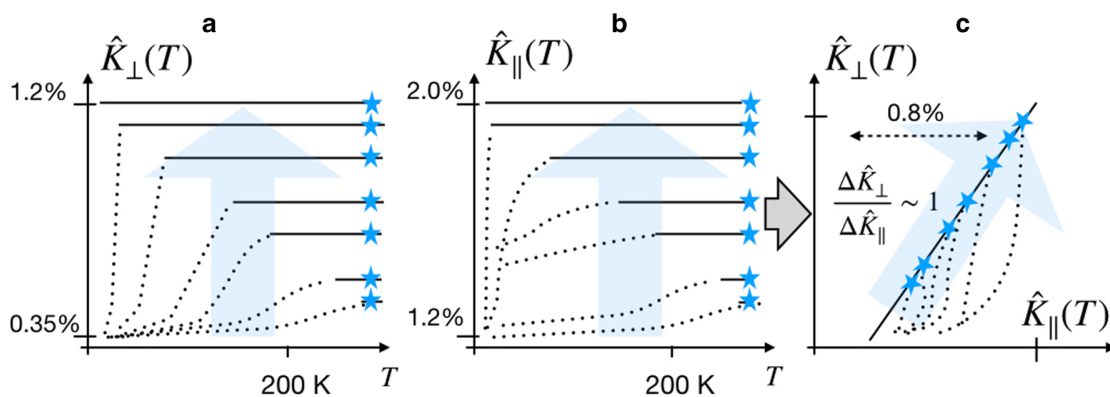 a
K̂⊥(T)
1.2%
0.35%
200 K
T
b
K̂∥(T)
2.0%
1.2%
200 K
T
c
K̂⊥(T)
0.8%
ΔK̂⊥
ΔK̂∥
~ 1
K̂∥(T)